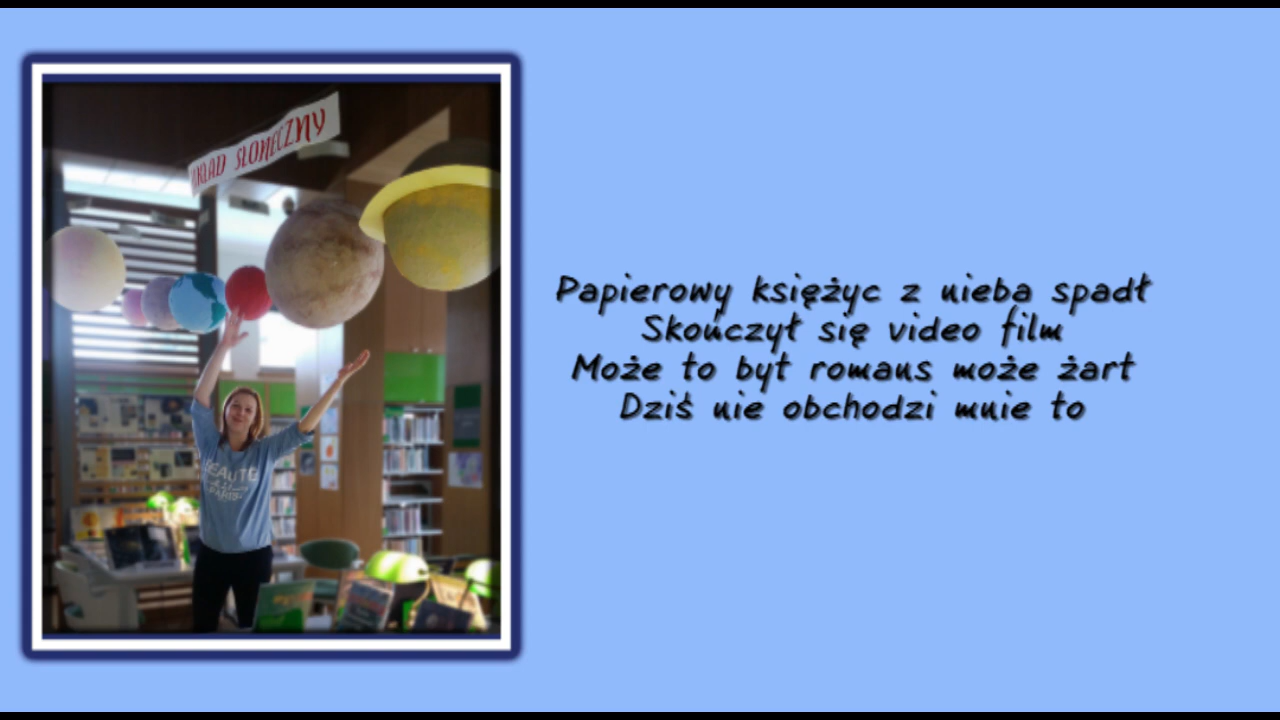 UKŁAD SŁONECZNY
Papierowy księżyc z nieba spadł
Skończył się video film
Może to był romans może żart
Dziś nie obchodzi mnie to